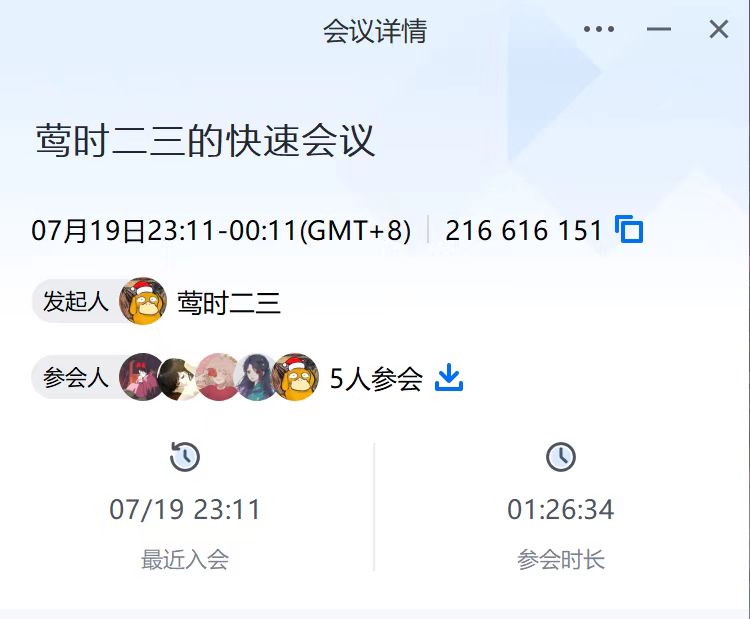 会议详情
莺时二三的快速会议
07月19日23:11-00:11(GMT+8) 216 616 151
发起人 莺时二三
参会人 5人参会
07/19 23:11 01:26:34
最近入会 参会时长